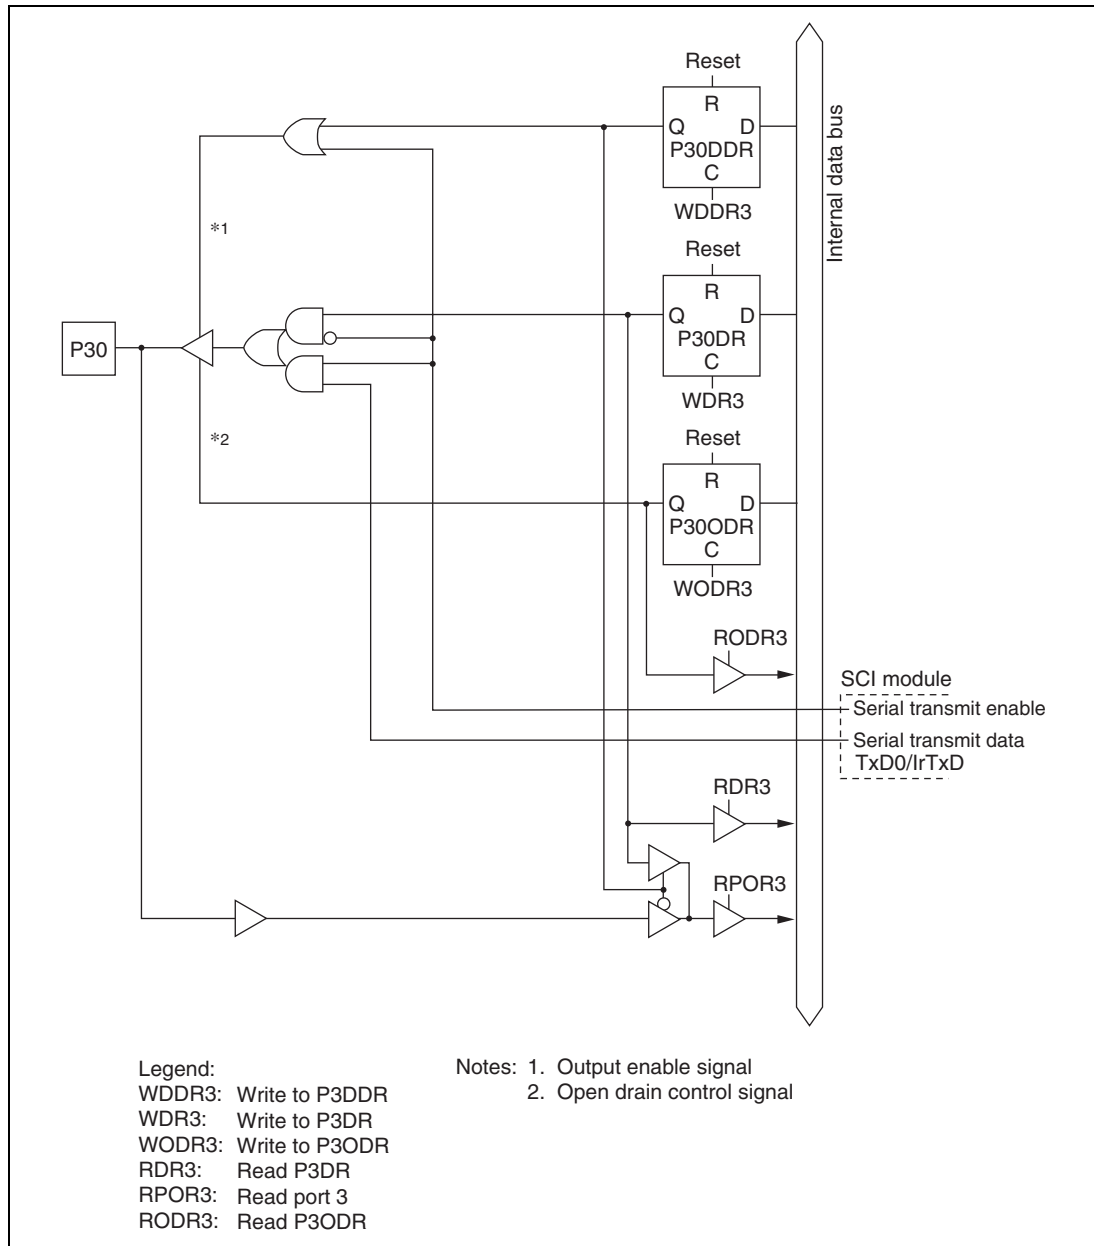 Reset
R
Q D
P30DDR
C
WDDR3
Internal data bus
*1
Reset
R
Q D
P30DR
C
WDR3
P30
*2
Reset
R
Q D
P30ODR
C
WODR3
RODR3
SCI module
Serial transmit enable
Serial transmit data
TxD0/IrTxD
RDR3
RPOR3
Legend:
WDDR3: Write to P3DDR
WDR3: Write to P3DR
WODR3: Write to P3ODR
RDR3: Read P3DR
RPOR3: Read port 3
RODR3: Read P3ODR
Notes: 1. Output enable signal
2. Open drain control signal